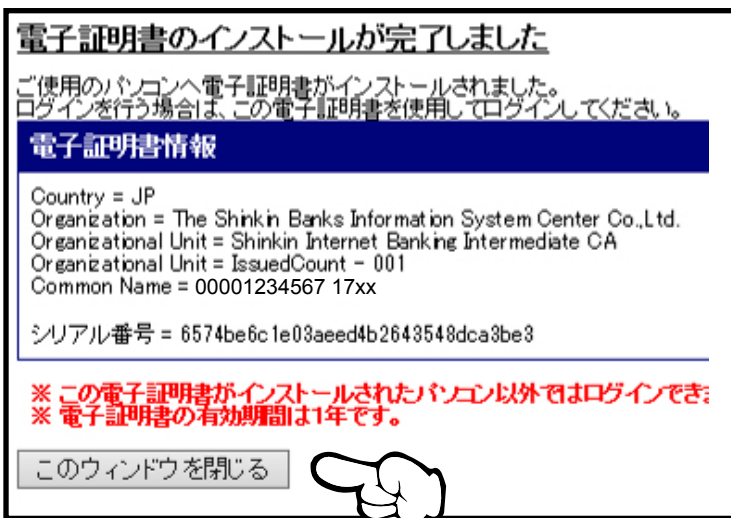 電子証明書のインストールが完了しました
ご使用のパソコンへ電子証明書がインストールされました。
ログインを行う場合は、この電子証明書を使用してログインしてください。
電子証明書情報
Country = JP
Organization = The Shinkin Banks Information System Center Co.,Ltd.
Organizational Unit = Shinkin Internet Banking Intermediate CA
Organizational Unit = IssuedCount - 001
Common Name = 00001234567 17xx
シリアル番号 = 6574be6c1e03aeed4b2643548dca3be3
※ この電子証明書がインストールされたパソコン以外ではログインできま
※ 電子証明書の有効期間は1年です。
このウィンドウを閉じる